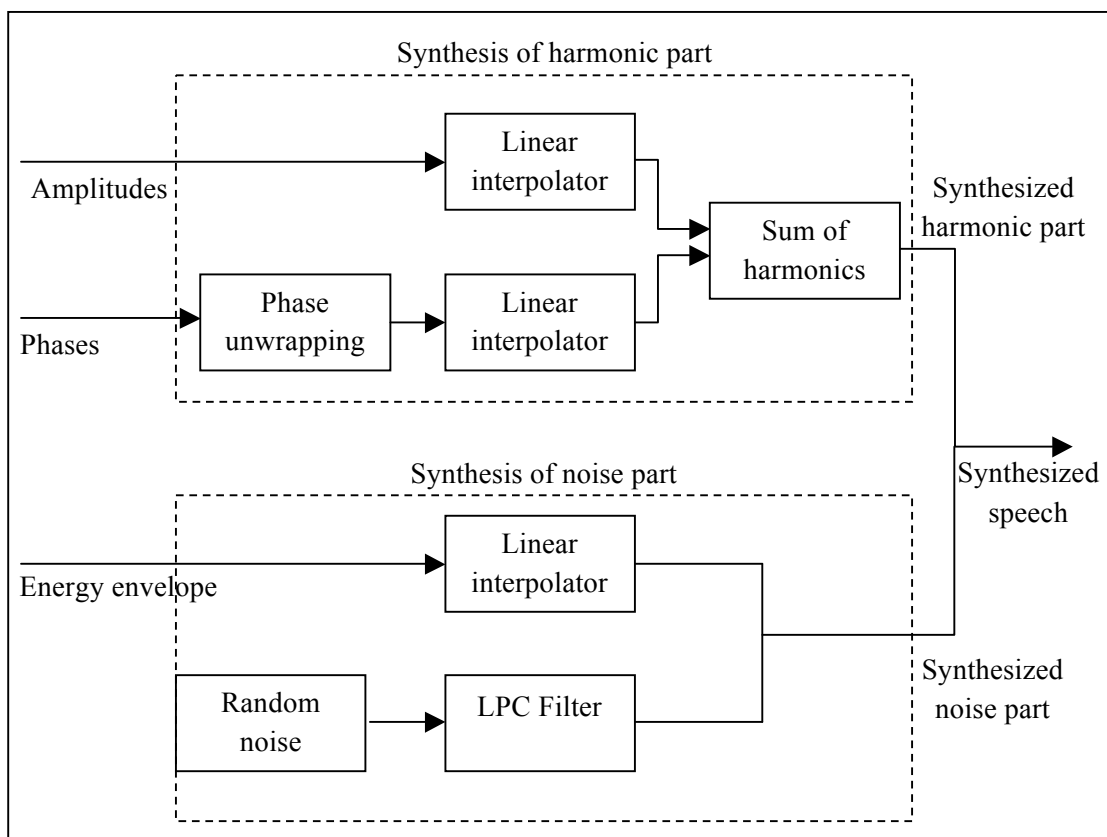 Synthesis of harmonic part
Linear
interpolator
Amplitudes
Synthesized
harmonic part
Sum of
harmonics
Phase
unwrapping
Linear
interpolator
Phases
Synthesis of noise part
Synthesized
speech
Linear
interpolator
Energy envelope
Synthesized
noise part
Random
noise
LPC Filter